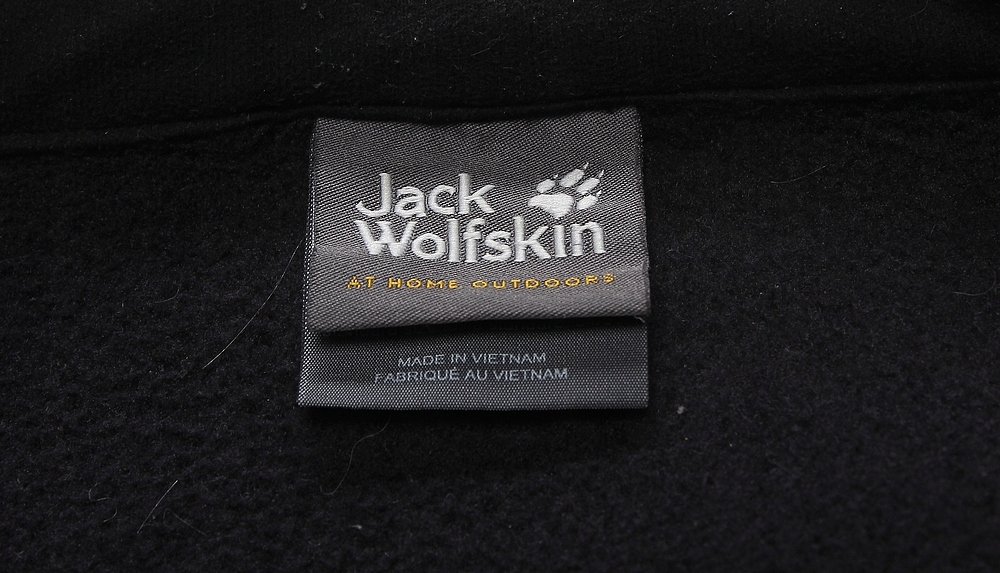 Jack
Wolfskin
AT HOME OUTDOORS
MADE IN VIETNAM
FABRIQUÉ AU VIETNAM